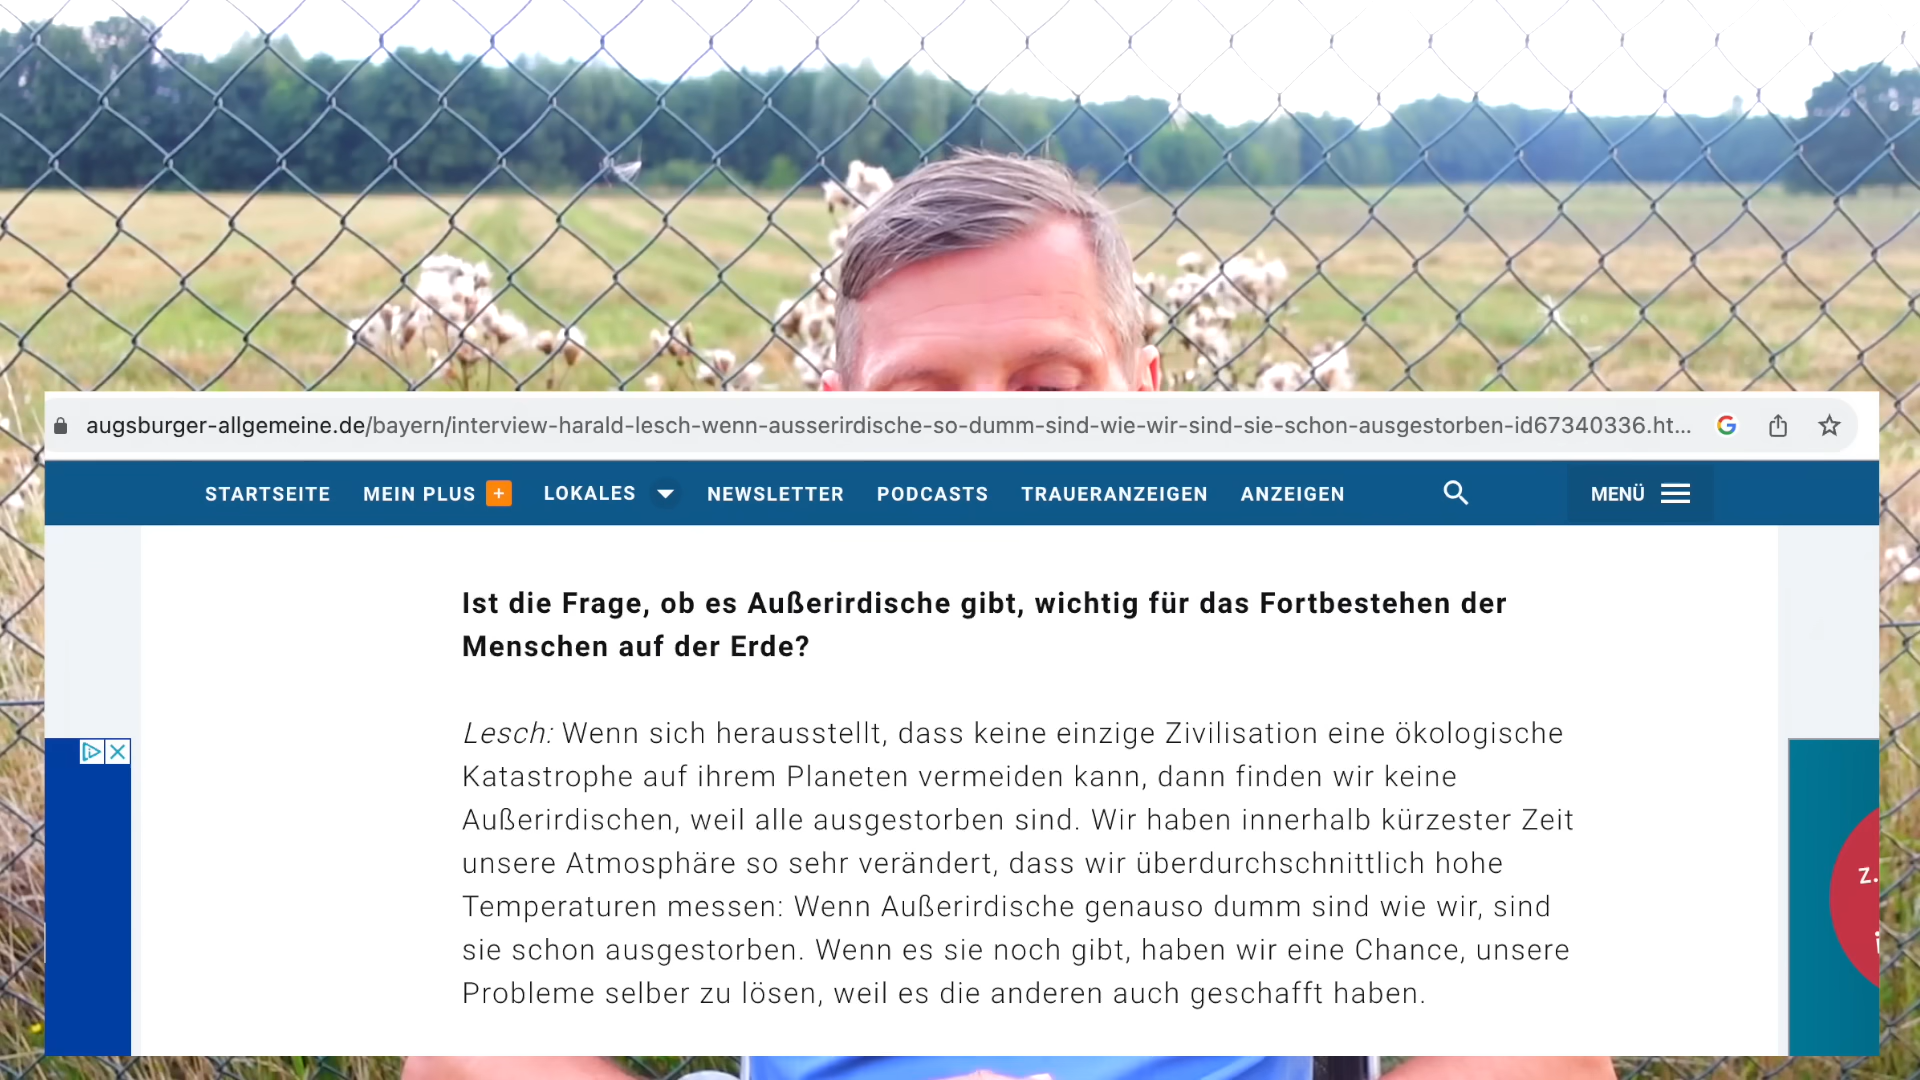 augsburger-allgemeine.de/bayern/interview-harald-lesch-wenn-ausserirdische-so-dumm-sind-wie-wir-sind-sie-schon-ausgestorben-id67340336.ht...
STARTSEITE MEIN PLUS + LOKALES NEWSLETTER PODCASTS TRAUERANZEIGEN ANZEIGEN MENÜ
Ist die Frage, ob es Außerirdische gibt, wichtig für das Fortbestehen der
Menschen auf der Erde?
Lesch: Wenn sich herausstellt, dass keine einzige Zivilisation eine ökologische
Katastrophe auf ihrem Planeten vermeiden kann, dann finden wir keine
Außerirdischen, weil alle ausgestorben sind. Wir haben innerhalb kürzester Zeit
unsere Atmosphäre so sehr verändert, dass wir überdurchschnittlich hohe
Temperaturen messen: Wenn Außerirdische genauso dumm sind wie wir, sind
sie schon ausgestorben. Wenn es sie noch gibt, haben wir eine Chance, unsere
Probleme selber zu lösen, weil es die anderen auch geschafft haben.
z.